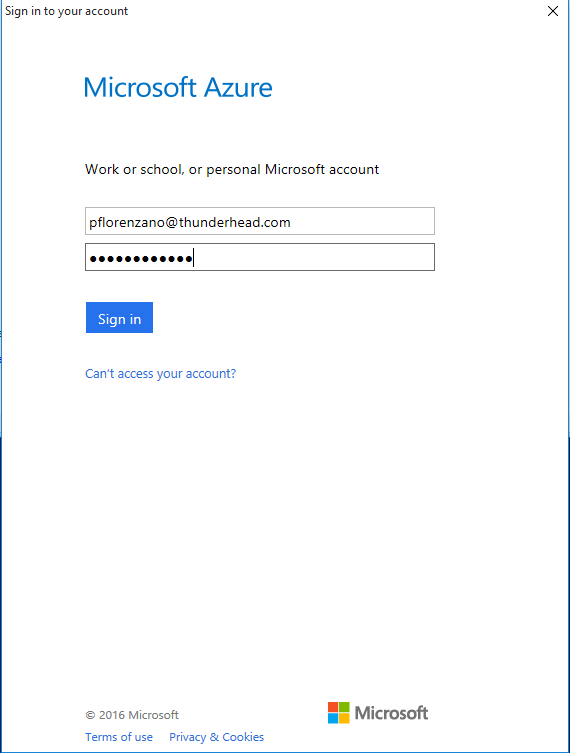 Sign in to your account
Microsoft Azure
Work or school, or personal Microsoft account
pflorenzano@thunderhead.com
●●●●●●●●●●●●
Sign in
Can't access your account?
© 2016 Microsoft
Microsoft
Terms of use Privacy & Cookies